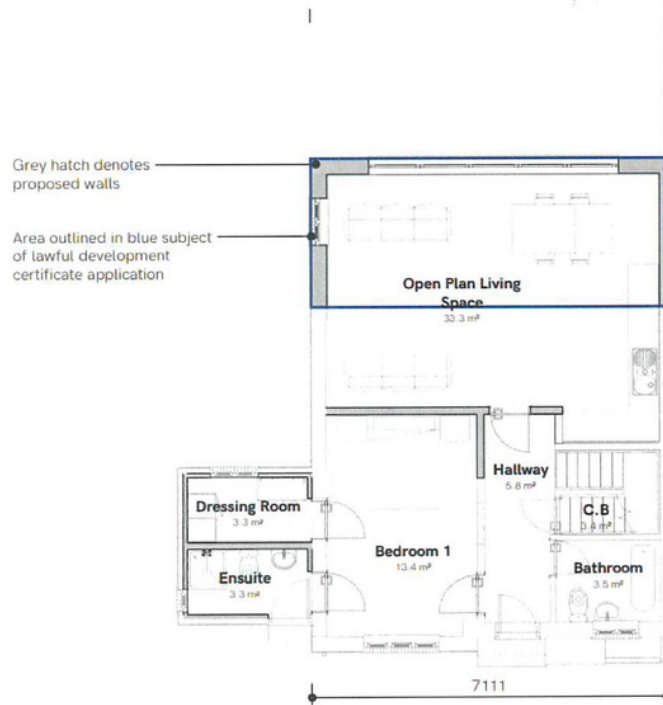 Grey hatch denotes
proposed walls
Area outlined in blue subject
of lawful development
certificate application
Open Plan Living
Space
33.3 m²
Hallway
5.8 m²
Dressing Room
3.3 m²
C.B
3.4 m²
Bedroom 1
13.4 m²
Ensuite
3.3 m²
Bathroom
3.5 m²
7111